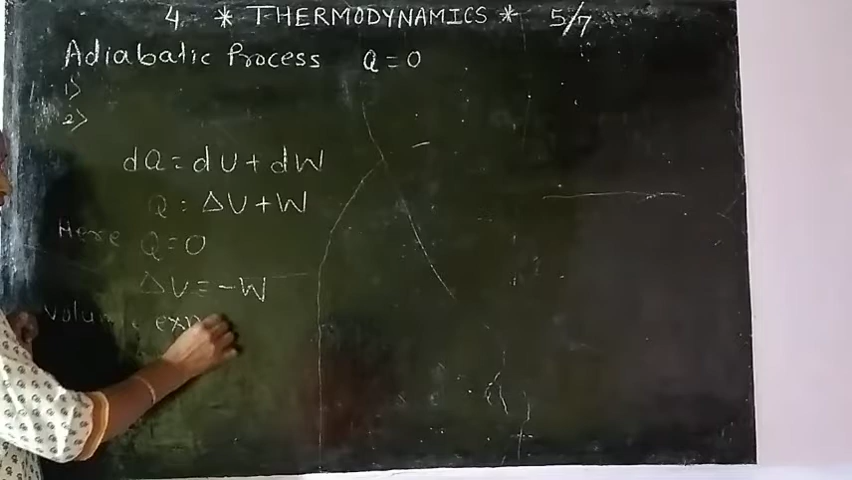 4. * THERMODYNAMICS * 5/7
Adiabatic Process Q = 0
1>
2>
dQ = dU + dW
Q = ΔU + W
Here Q = 0
ΔU = -W
Volume exp